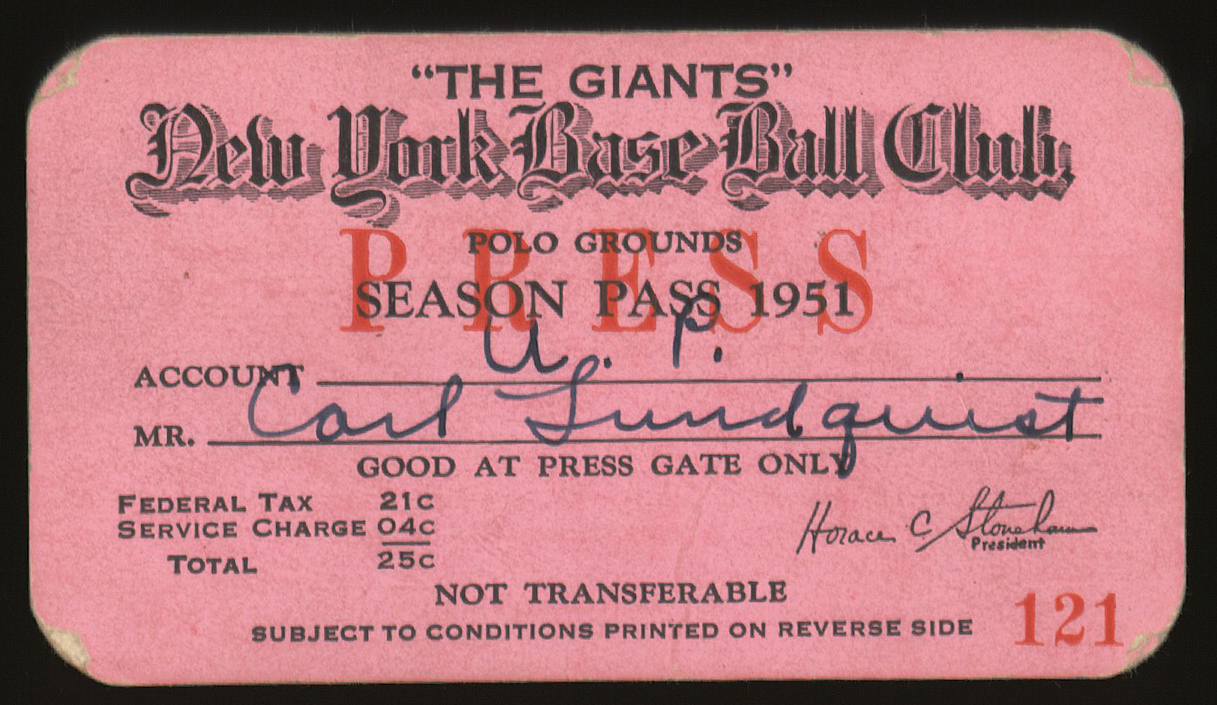 “THE GIANTS”
New York Base Ball Club.
PRESS
POLO GROUNDS
SEASON PASS 1951
ACCOUNT U. P.
MR. Carl Lundquist
GOOD AT PRESS GATE ONLY
FEDERAL TAX 21C
SERVICE CHARGE 04C
TOTAL 25C
Horace C Stoneham
President
NOT TRANSFERABLE
SUBJECT TO CONDITIONS PRINTED ON REVERSE SIDE
121